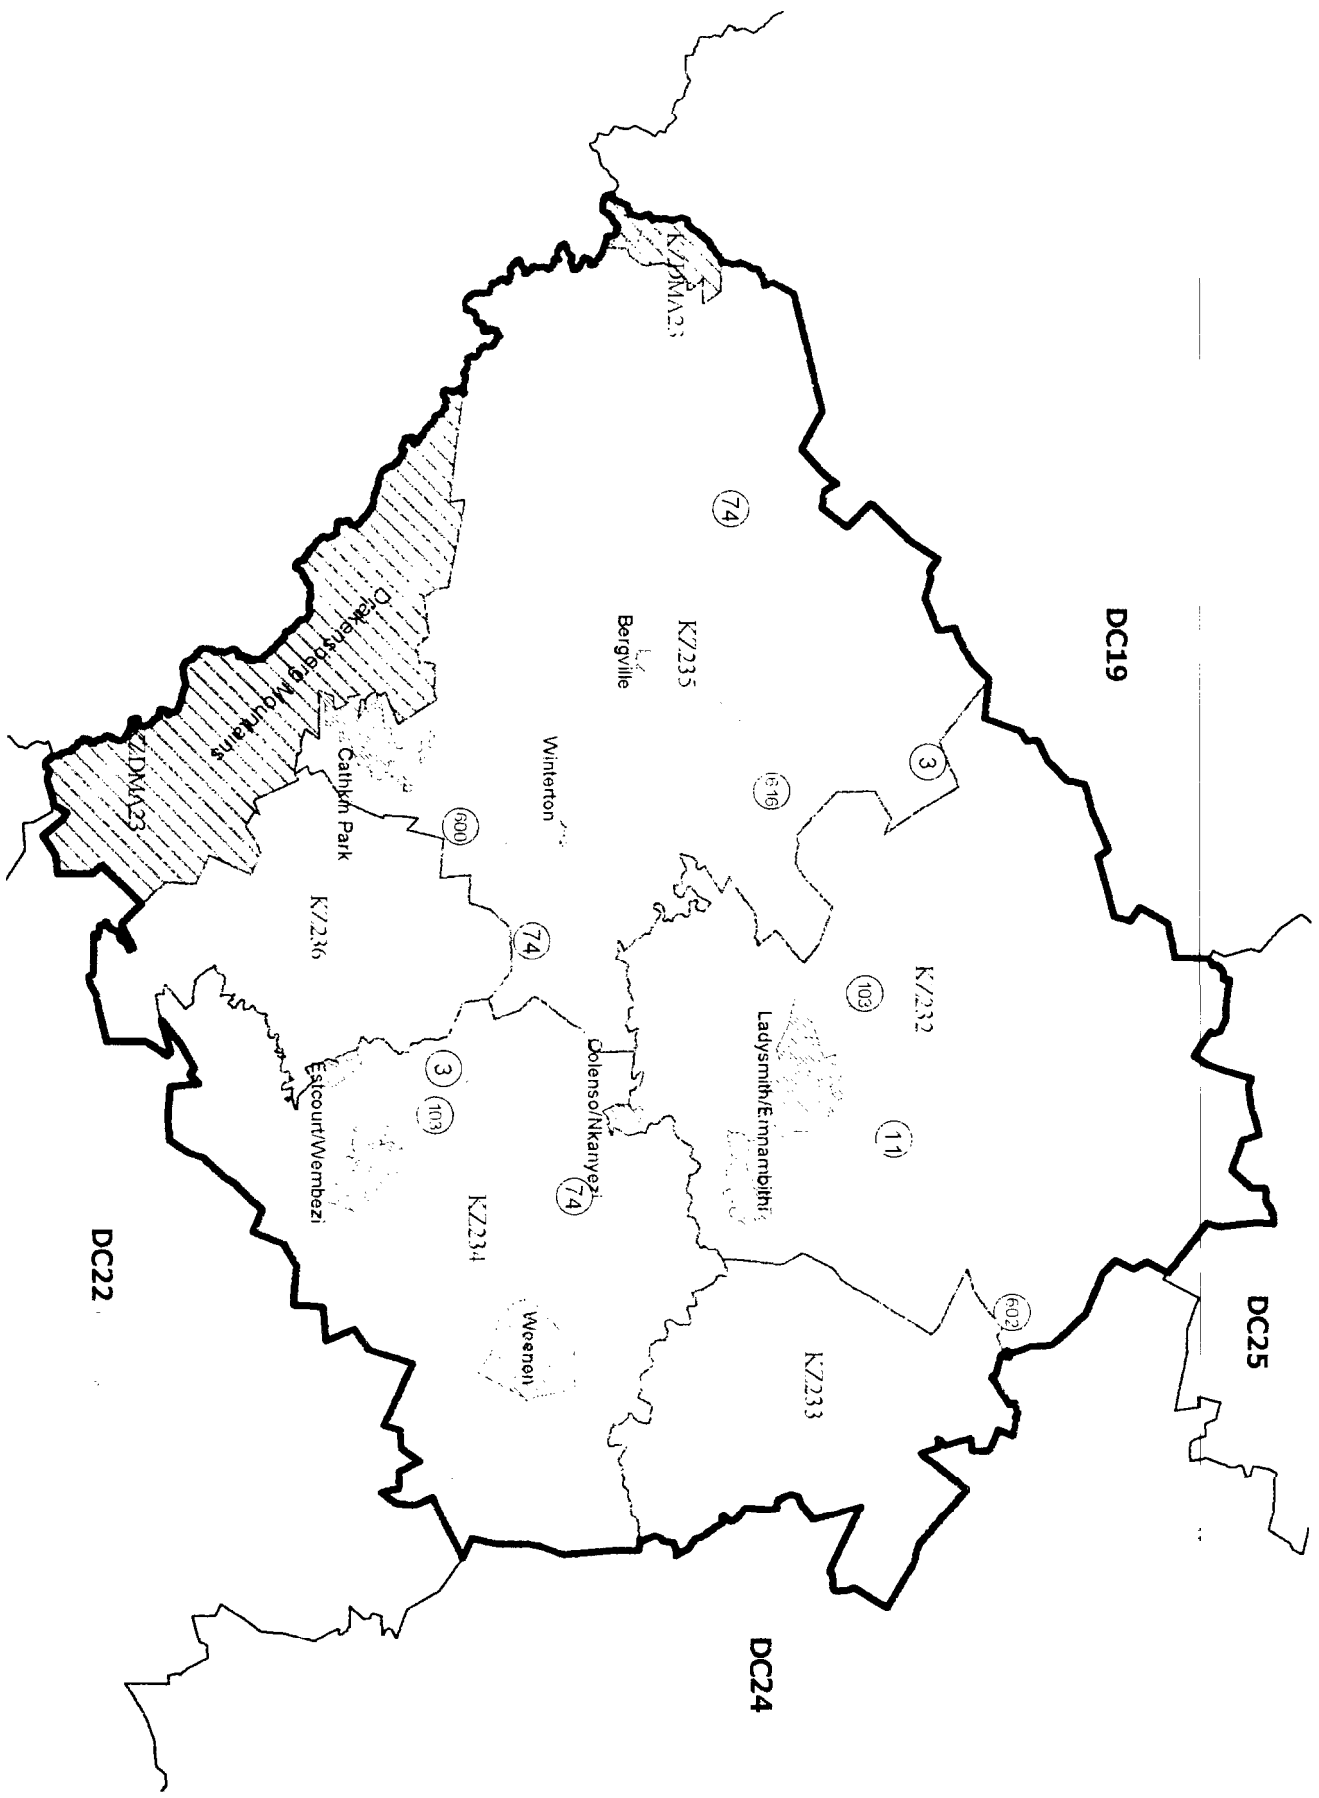 DC19
DC25
DC24
DC22
KZDMA23
74
KZ235
Bergville
3
616
Winterton
Drakensberg Mountains
KZDMA23
Cathkin Park
600
KZ236
74
KZ232
103
Ladysmith/Emnambithi
11
3
103
Estcourt/Wembezi
Colenso/Nkanyezi
74
KZ234
Weenen
602
KZ233